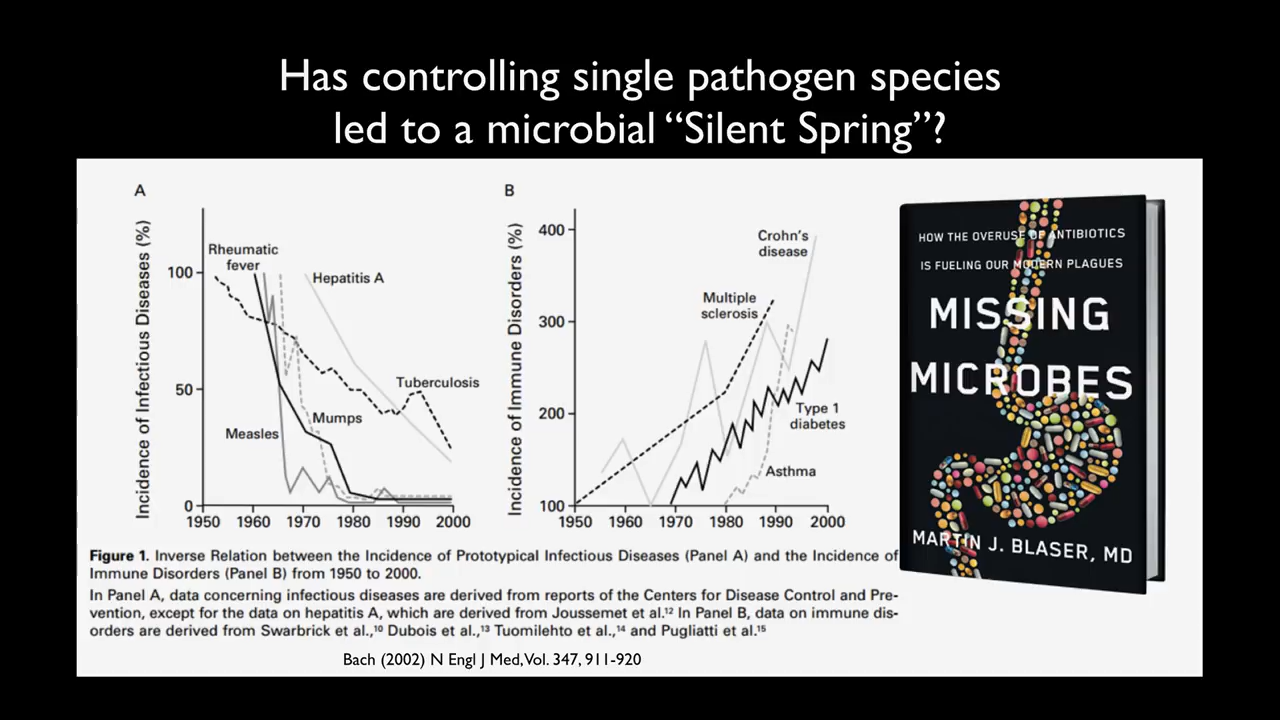 Has controlling single pathogen species
led to a microbial “Silent Spring”?
A
Incidence of Infectious Diseases (%)
100
50
0
Rheumatic
fever
Hepatitis A
Tuberculosis
Mumps
Measles
1950 1960 1970 1980 1990 2000
B
Incidence of Immune Disorders (%)
400
300
200
100
Crohn’s
disease
Multiple
sclerosis
Type 1
diabetes
Asthma
1950 1960 1970 1980 1990 2000
HOW THE OVERUSE OF ANTIBIOTICS
IS FUELING OUR MODERN PLAGUES
MISSING
MICROBES
MARTIN J. BLASER, MD
Figure 1. Inverse Relation between the Incidence of Prototypical Infectious Diseases (Panel A) and the Incidence of
Immune Disorders (Panel B) from 1950 to 2000.
In Panel A, data concerning infectious diseases are derived from reports of the Centers for Disease Control and Pre-
vention, except for the data on hepatitis A, which are derived from Joussemet et al.¹² In Panel B, data on immune dis-
orders are derived from Swarbrick et al.,¹⁰ Dubois et al.,¹³ Tuomilehto et al.,¹⁴ and Pugliatti et al.¹⁵
Bach (2002) N Engl J Med, Vol. 347, 911-920